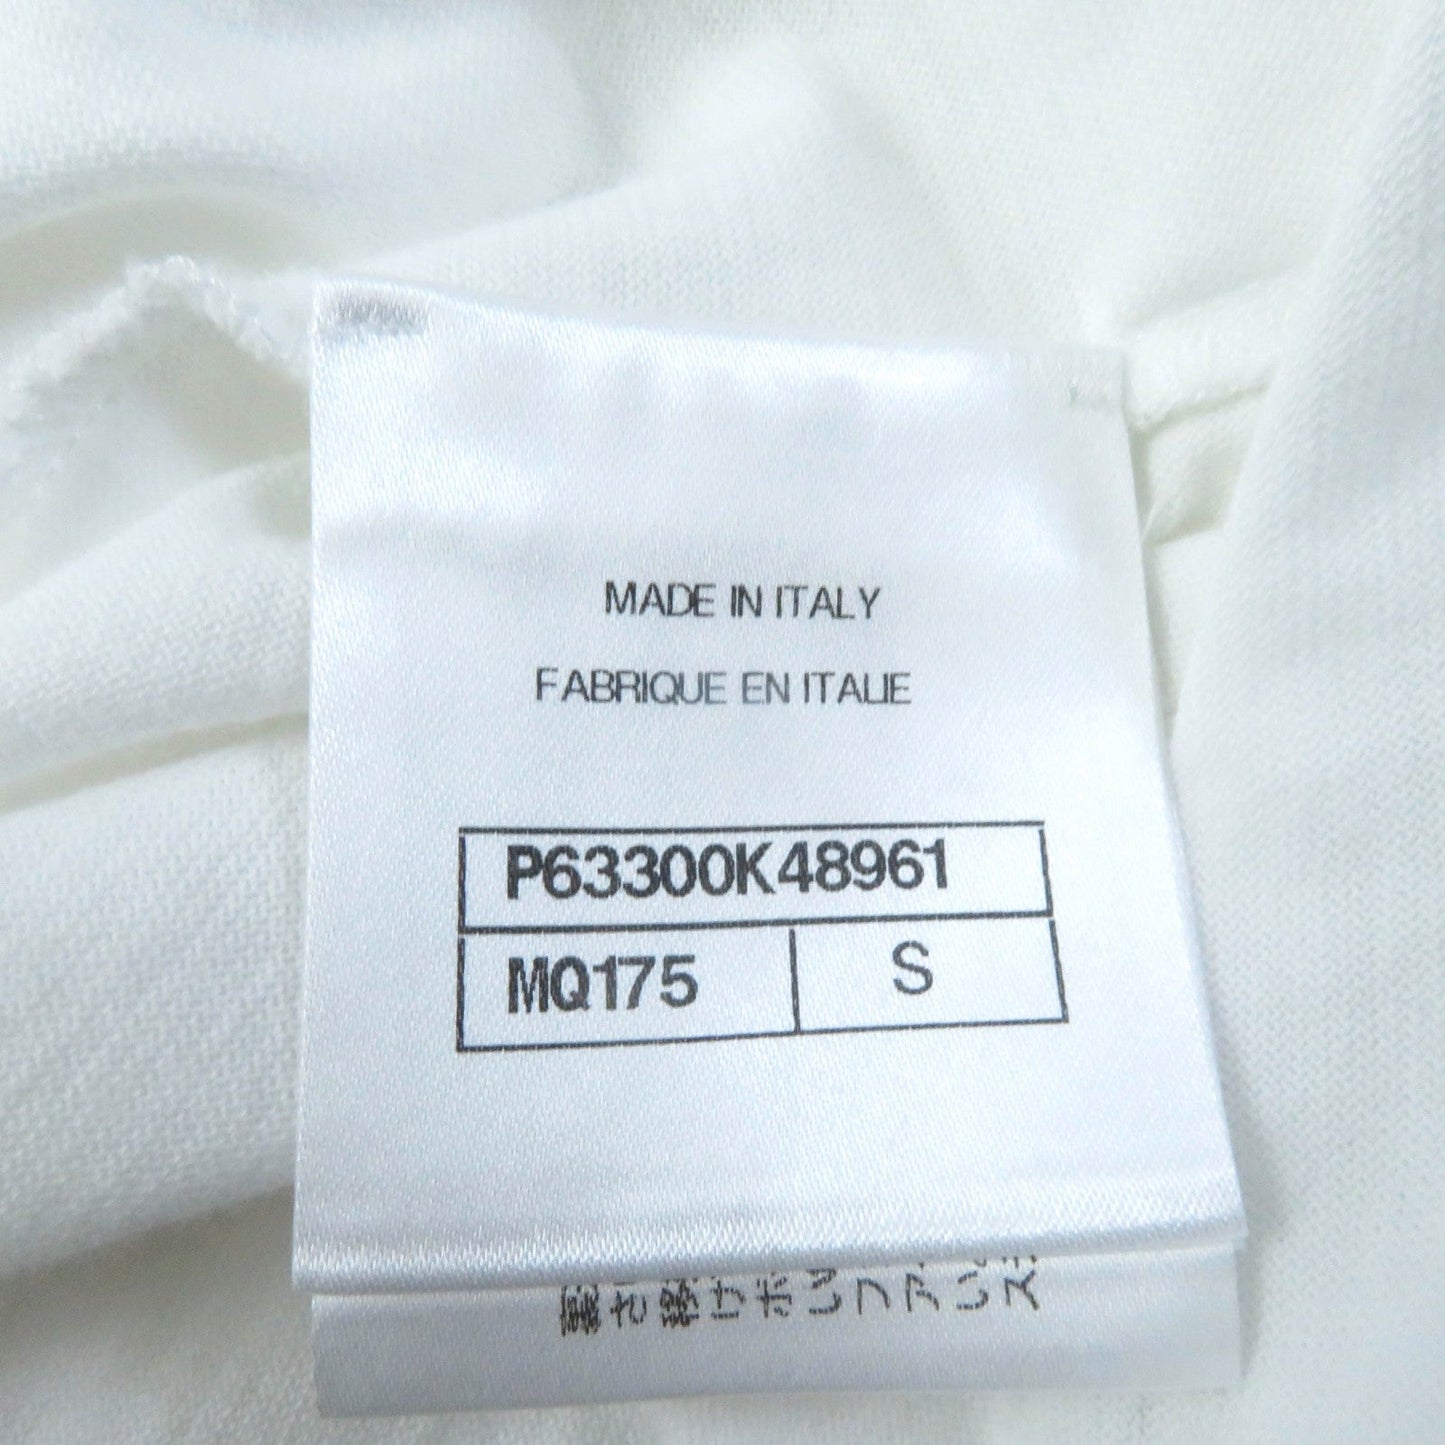 MADE IN ITALY
FABRIQUE EN ITALIE
P63300K48961
MQ175 S